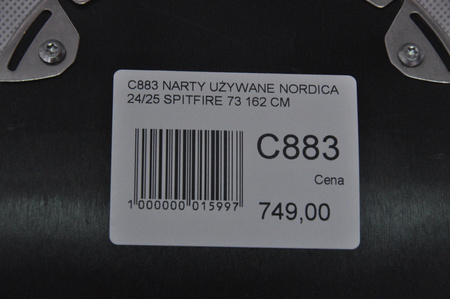 C883 NARTY UŻYWANE NORDICA
24/25 SPITFIRE 73 162 CM
C883
Cena
1 000000 015997
749,00